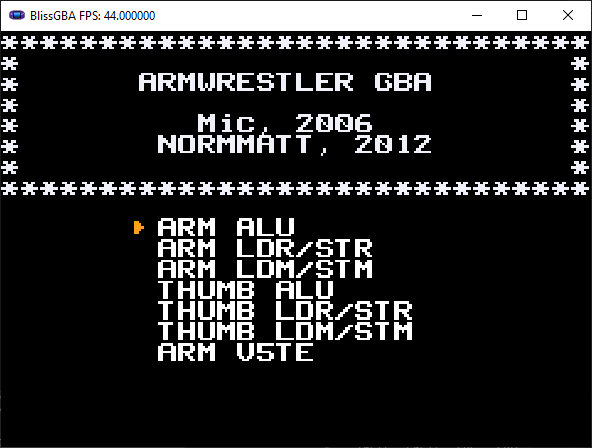 BlissGBA FPS: 44.000000
******************************
* *
* ARMWRESTLER GBA *
* *
* Mic, 2006 *
* NORMMATT, 2012 *
* *
******************************
ARM ALU
ARM LDR/STR
ARM LDM/STM
THUMB ALU
THUMB LDR/STR
THUMB LDM/STM
ARM V5TE